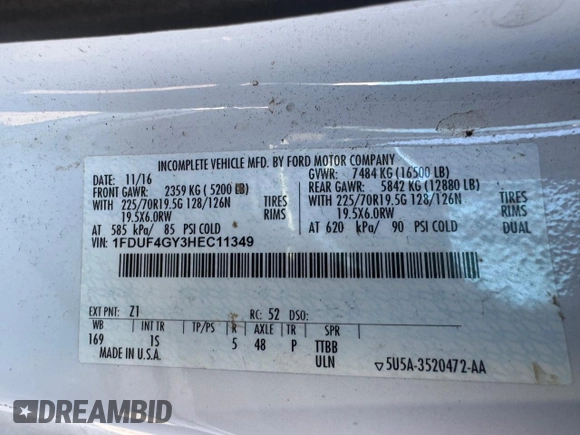 INCOMPLETE VEHICLE MFD. BY FORD MOTOR COMPANY
DATE: 11/16 GVWR: 7484 KG (16500 LB)
FRONT GAWR: 2359 KG ( 5200 LB) REAR GAWR: 5842 KG (12880 LB)
WITH 225/70R19.5G 128/126N TIRES WITH 225/70R19.5G 128/126N TIRES
19.5X6.0RW RIMS 19.5X6.0RW RIMS
AT 585 kPa/ 85 PSI COLD AT 620 kPa/ 90 PSI COLD DUAL
VIN: 1FDUF4GY3HEC11349
EXT PNT: Z1 RC: 52 DSO:
WB INT TR TP/PS R AXLE TR SPR
169 1S 5 48 P TTBB
MADE IN U.S.A. ULN ▽5U5A-3520472-AA
DREAMBID